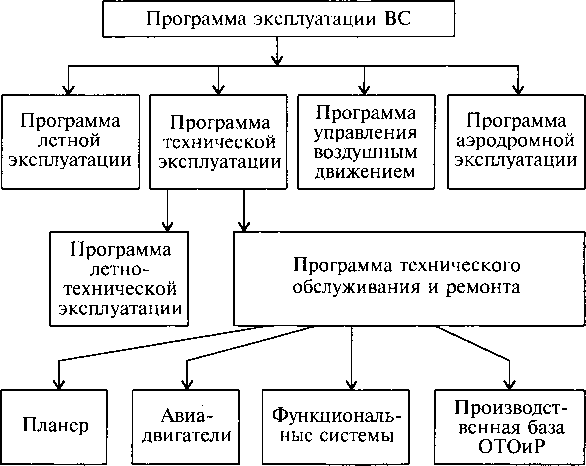 Программа эксплуатации ВС
Программа
летной
эксплуатации
Программа
технической
эксплуатации
Программа
управления
воздушным
движением
Программа
аэродромной
эксплуатации
Программа
летно-
технической
эксплуатации
Программа технического
обслуживания и ремонта
Планер
Авиа-
двигатели
Функциональ-
ные системы
Производст-
венная база
ОТОиР